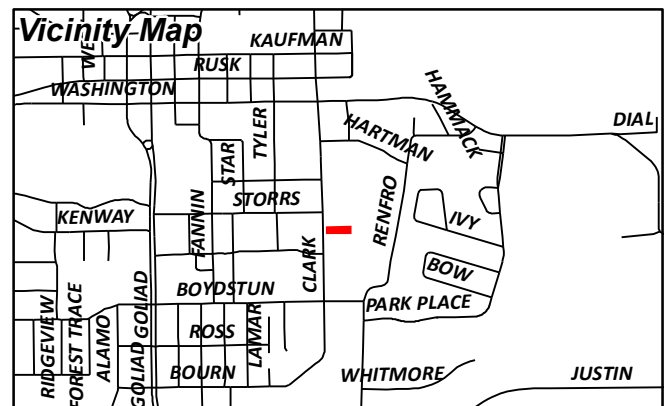 Vicinity Map
WE
KAUFMAN
RUSK
WASHINGTON
HAMMACK
TYLER
DIAL
HARTMAN
STAR
STORRS
RENFRO
KENWAY
FANNIN
IVY
CLARK
BOW
BOYDSTUN
PARK PLACE
GOLIAD
GOLIAD
RIDGEVIEW
FOREST TRACE
ALAMO
ROSS
LAMAR
BOURN
WHITMORE
JUSTIN